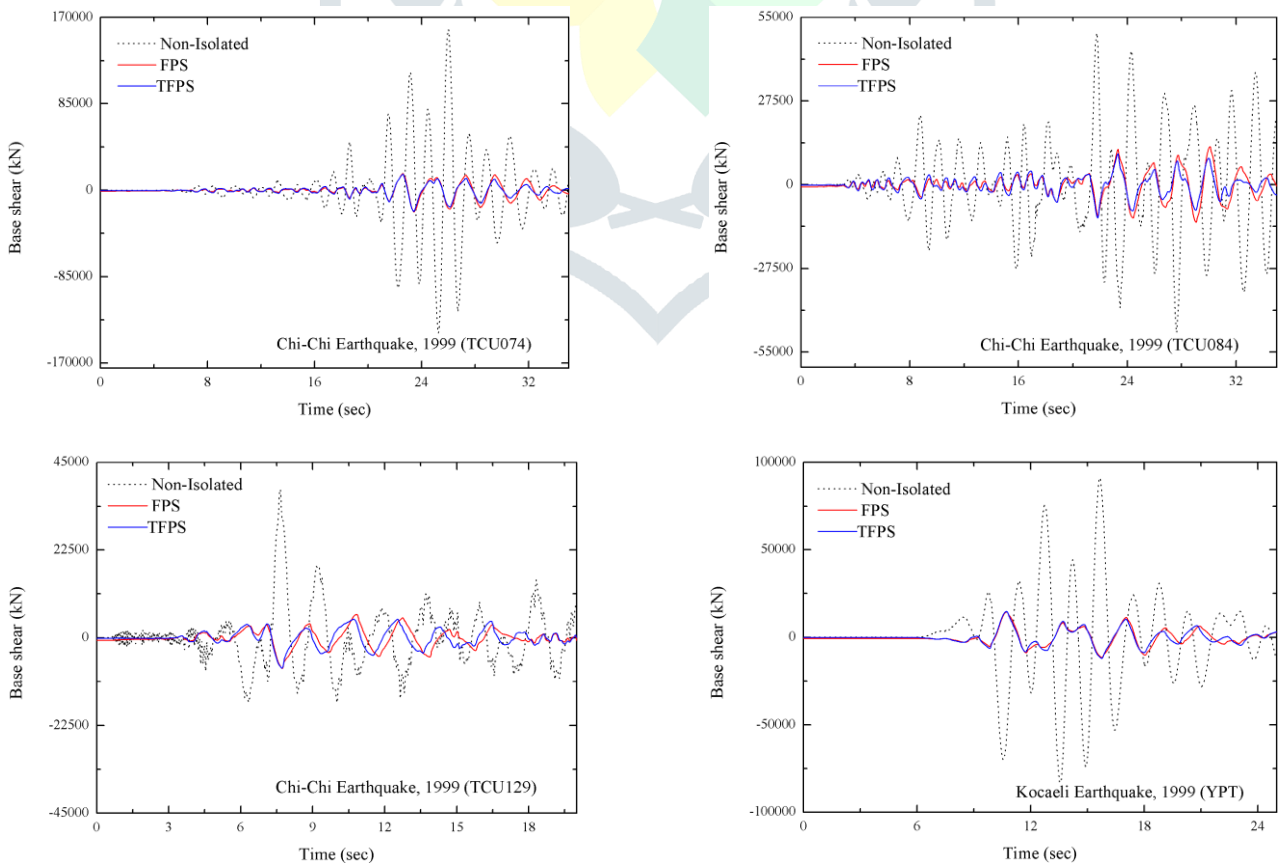 170000
85000
0
-85000
-170000
Base shear (kN)
Non-Isolated
FPS
TFPS
Chi-Chi Earthquake, 1999 (TCU074)
0 8 16 24 32
Time (sec)
55000
27500
0
-27500
-55000
Base shear (kN)
Non-Isolated
FPS
TFPS
Chi-Chi Earthquake, 1999 (TCU084)
0 8 16 24 32
Time (sec)
45000
22500
0
-22500
-45000
Base shear (kN)
Non-Isolated
FPS
TFPS
Chi-Chi Earthquake, 1999 (TCU129)
0 3 6 9 12 15 18
Time (sec)
100000
50000
0
-50000
-100000
Base shear (kN)
Non-Isolated
FPS
TFPS
Kocaeli Earthquake, 1999 (YPT)
0 6 12 18 24
Time (sec)